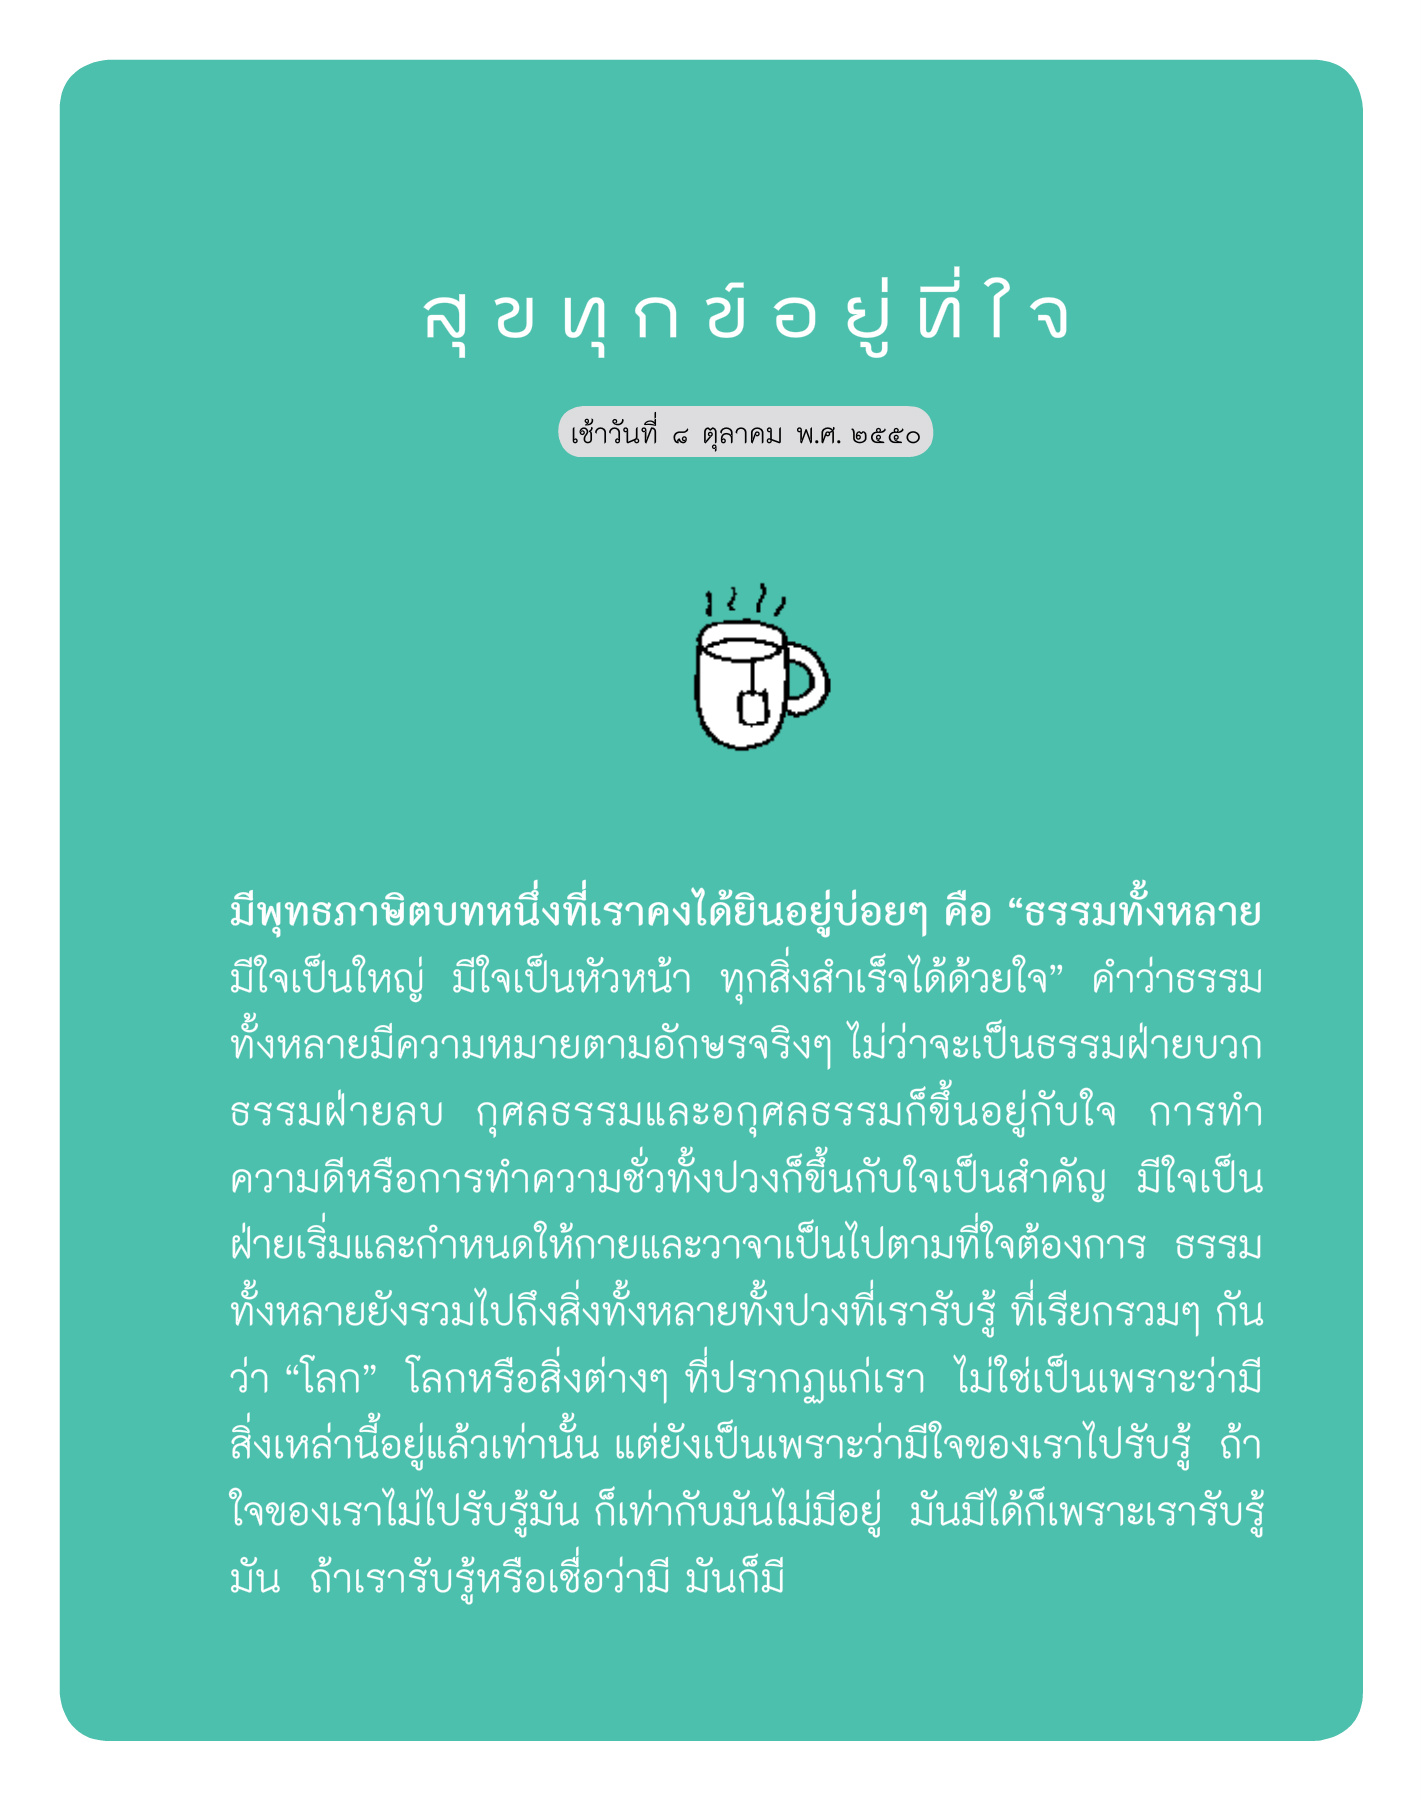 สุขทุกข์อยู่ที่ใจ
เช้าวันที่ ๘ ตุลาคม พ.ศ. ๒๕๕๐
มีพุทธภาษิตบทหนึ่งที่เราคงได้ยินอยู่บ่อยๆ คือ “ธรรมทั้งหลาย
มีใจเป็นใหญ่ มีใจเป็นหัวหน้า ทุกสิ่งสำเร็จได้ด้วยใจ” คำว่าธรรม
ทั้งหลายมีความหมายตามอักษรจริงๆ ไม่ว่าจะเป็นธรรมฝ่ายบวก
ธรรมฝ่ายลบ กุศลธรรมและอกุศลธรรมก็ขึ้นอยู่กับใจ การทำ
ความดีหรือการทำความชั่วทั้งปวงก็ขึ้นกับใจเป็นสำคัญ มีใจเป็น
ฝ่ายเริ่มและกำหนดให้กายและวาจาเป็นไปตามที่ใจต้องการ ธรรม
ทั้งหลายยังรวมไปถึงสิ่งทั้งหลายทั้งปวงที่เรารับรู้ ที่เรียกรวมๆ กัน
ว่า “โลก” โลกหรือสิ่งต่างๆ ที่ปรากฏแก่เรา ไม่ใช่เป็นเพราะว่ามี
สิ่งเหล่านี้อยู่แล้วเท่านั้น แต่ยังเป็นเพราะว่ามีใจของเราไปรับรู้ ถ้า
ใจของเราไม่ไปรับรู้มัน ก็เท่ากับมันไม่มีอยู่ มันมีได้ก็เพราะเรารับรู้
มัน ถ้าเรารับรู้หรือเชื่อว่ามี มันก็มี